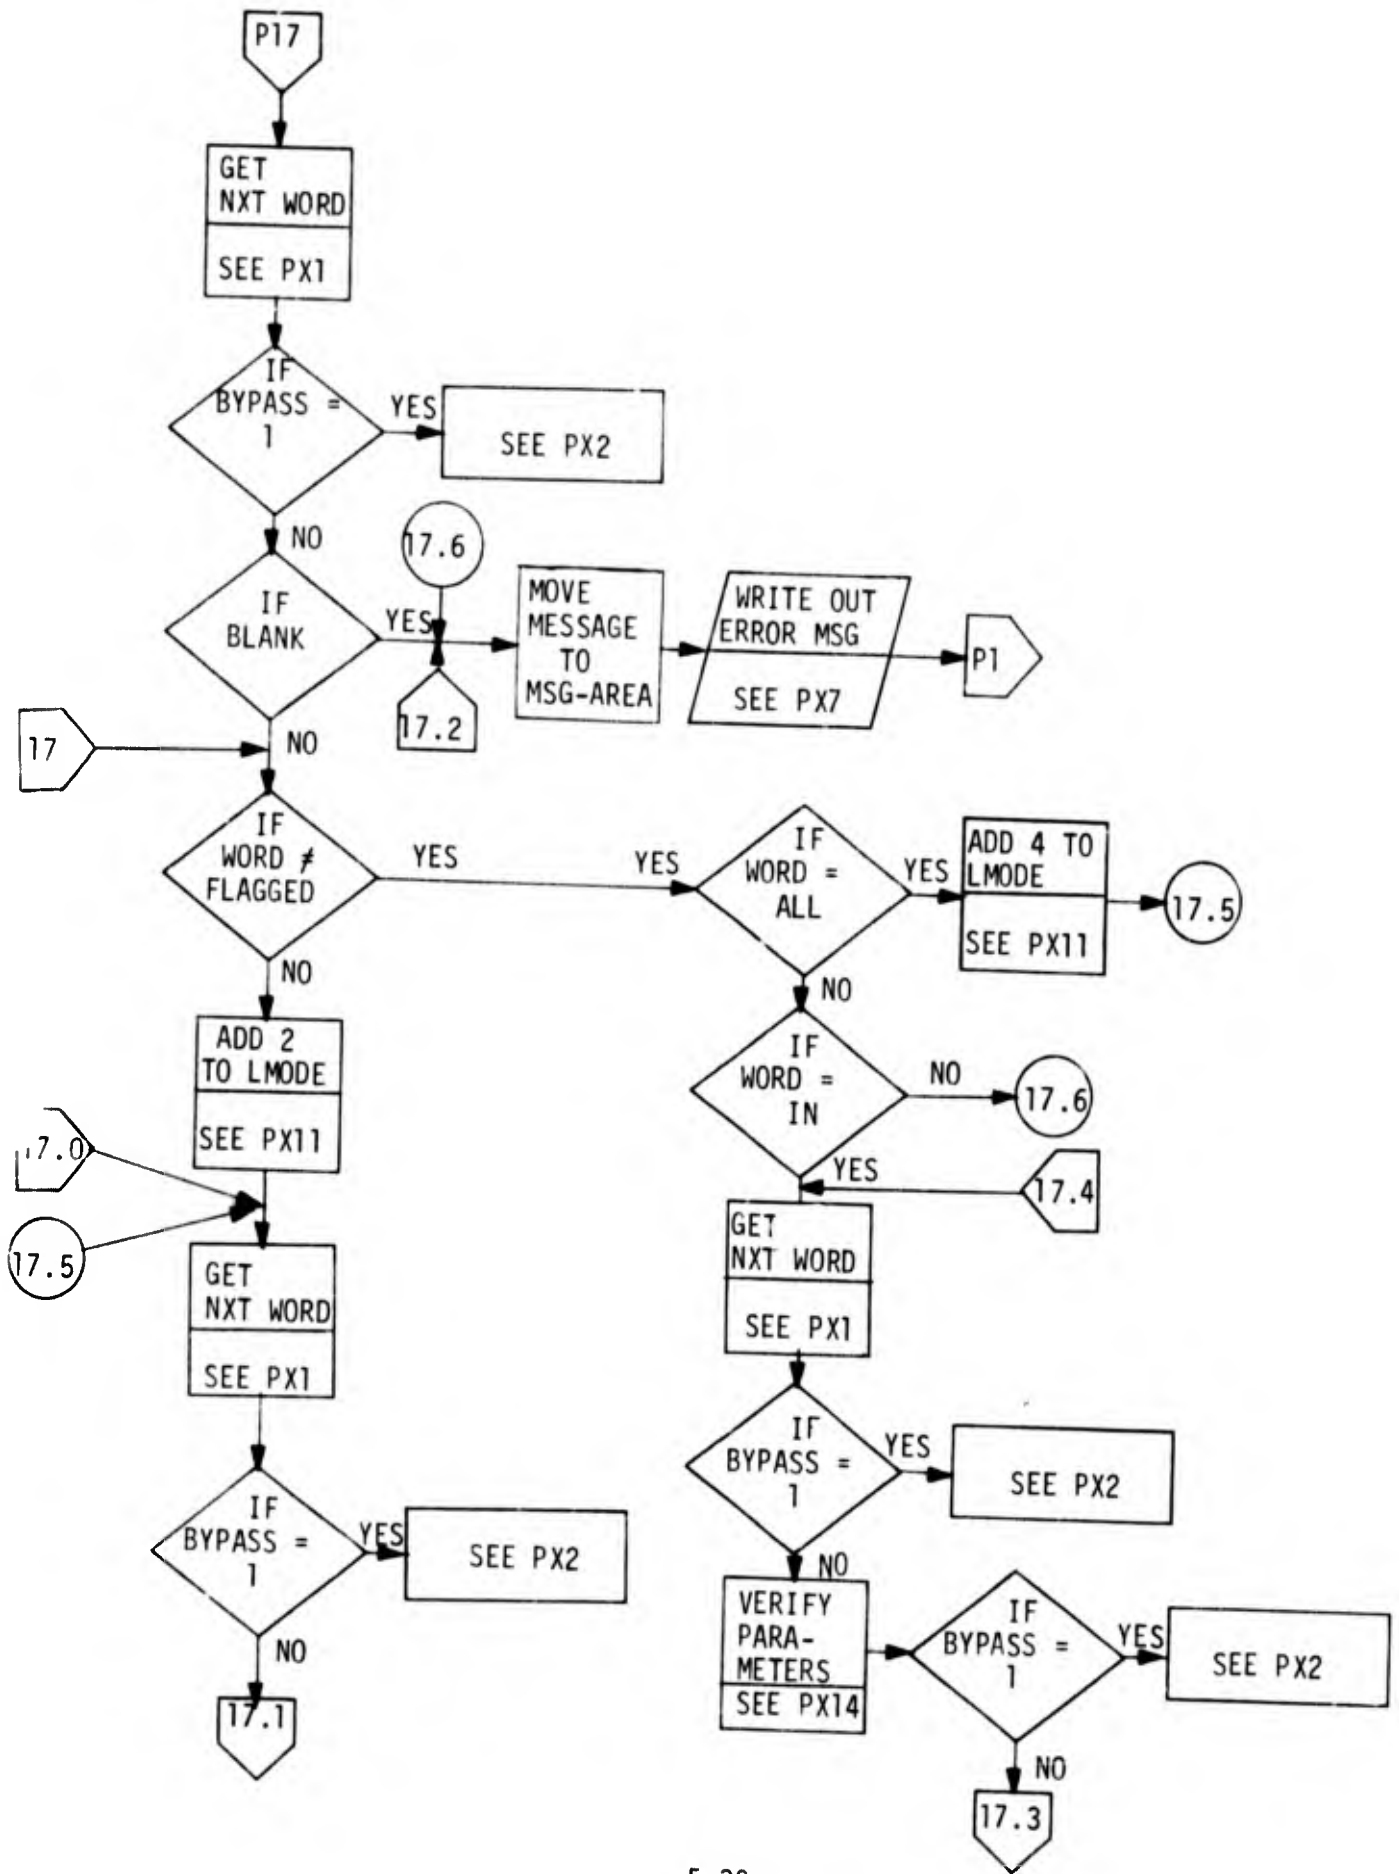 P17
GET
NXT WORD
SEE PX1
IF
BYPASS =
1
YES
SEE PX2
NO
17.6
IF
BLANK
YES
MOVE
MESSAGE
TO
MSG-AREA
WRITE OUT
ERROR MSG
SEE PX7
P1
17.2
17
NO
IF
WORD ≠
FLAGGED
YES
YES
IF
WORD =
ALL
YES
ADD 4 TO
LMODE
SEE PX11
17.5
NO
NO
ADD 2
TO LMODE
SEE PX11
IF
WORD =
IN
NO
17.6
17.0
YES
17.4
17.5
GET
NXT WORD
SEE PX1
GET
NXT WORD
SEE PX1
IF
BYPASS =
1
YES
SEE PX2
IF
BYPASS =
1
YES
SEE PX2
NO
NO
VERIFY
PARA-
METERS
SEE PX14
IF
BYPASS =
1
YES
SEE PX2
17.1
NO
17.3